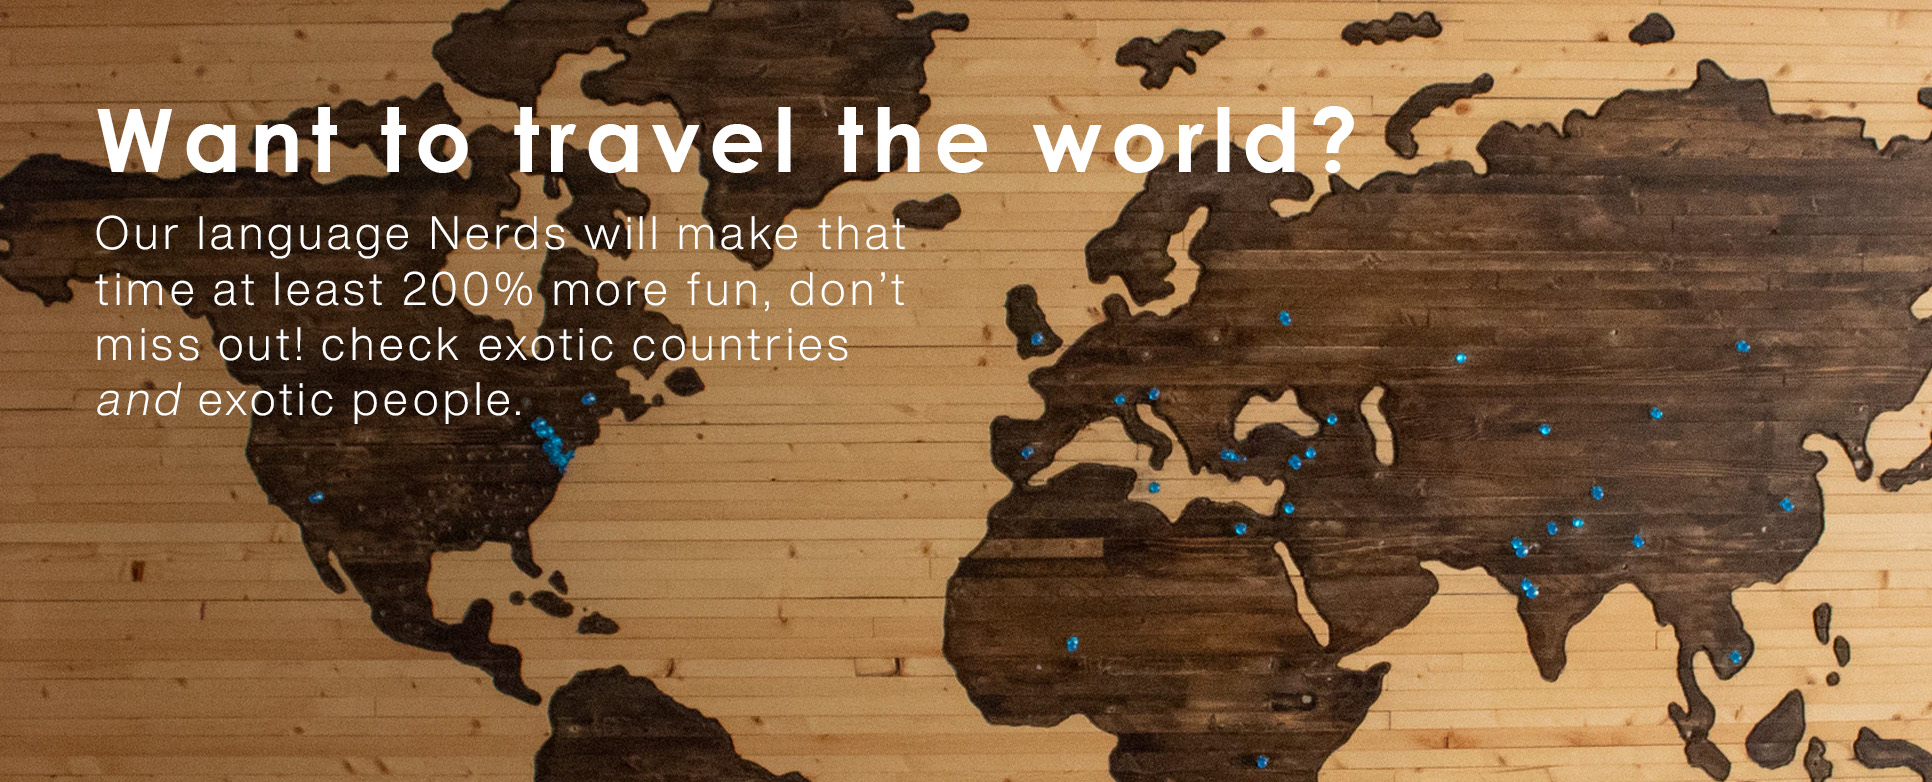 Want to travel the world?
Our language Nerds will make that
time at least 200% more fun, don’t
miss out! check exotic countries
and exotic people.